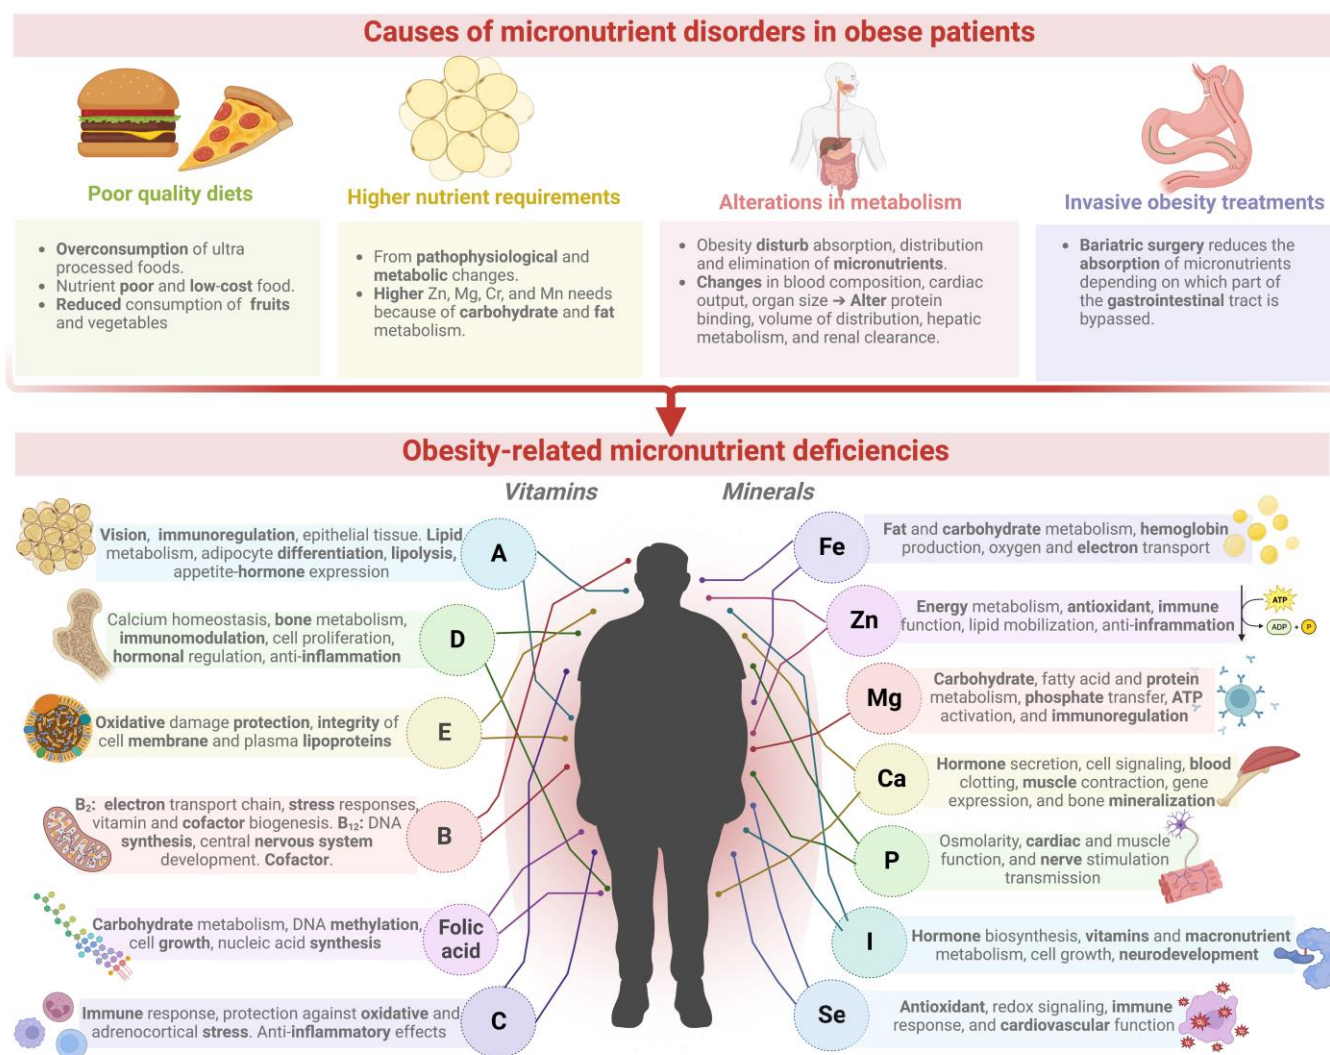 Causes of micronutrient disorders in obese patients
Poor quality diets
• Overconsumption of ultra
processed foods.
• Nutrient poor and low-cost food.
• Reduced consumption of fruits
and vegetables
Higher nutrient requirements
• From pathophysiological and
metabolic changes.
• Higher Zn, Mg, Cr, and Mn needs
because of carbohydrate and fat
metabolism.
Alterations in metabolism
• Obesity disturb absorption, distribution
and elimination of micronutrients.
• Changes in blood composition, cardiac
output, organ size → Alter protein
binding, volume of distribution, hepatic
metabolism, and renal clearance.
Invasive obesity treatments
• Bariatric surgery reduces the
absorption of micronutrients
depending on which part of
the gastrointestinal tract is
bypassed.
Obesity-related micronutrient deficiencies
Vitamins
Vision, immunoregulation, epithelial tissue. Lipid
metabolism, adipocyte differentiation, lipolysis,
appetite-hormone expression
A
Calcium homeostasis, bone metabolism,
immunomodulation, cell proliferation,
hormonal regulation, anti-inflammation
D
Oxidative damage protection, integrity of
cell membrane and plasma lipoproteins
E
B₂: electron transport chain, stress responses,
vitamin and cofactor biogenesis. B₁₂: DNA
synthesis, central nervous system
development. Cofactor.
B
Carbohydrate metabolism, DNA methylation,
cell growth, nucleic acid synthesis
Folic
acid
Immune response, protection against oxidative and
adrenocortical stress. Anti-inflammatory effects
C
Minerals
Fe
Fat and carbohydrate metabolism, hemoglobin
production, oxygen and electron transport
Zn
Energy metabolism, antioxidant, immune
function, lipid mobilization, anti-inframmation
ATP
ADP + P
Mg
Carbohydrate, fatty acid and protein
metabolism, phosphate transfer, ATP
activation, and immunoregulation
Ca
Hormone secretion, cell signaling, blood
clotting, muscle contraction, gene
expression, and bone mineralization
P
Osmolarity, cardiac and muscle
function, and nerve stimulation
transmission
I
Hormone biosynthesis, vitamins and macronutrient
metabolism, cell growth, neurodevelopment
Se
Antioxidant, redox signaling, immune
response, and cardiovascular function